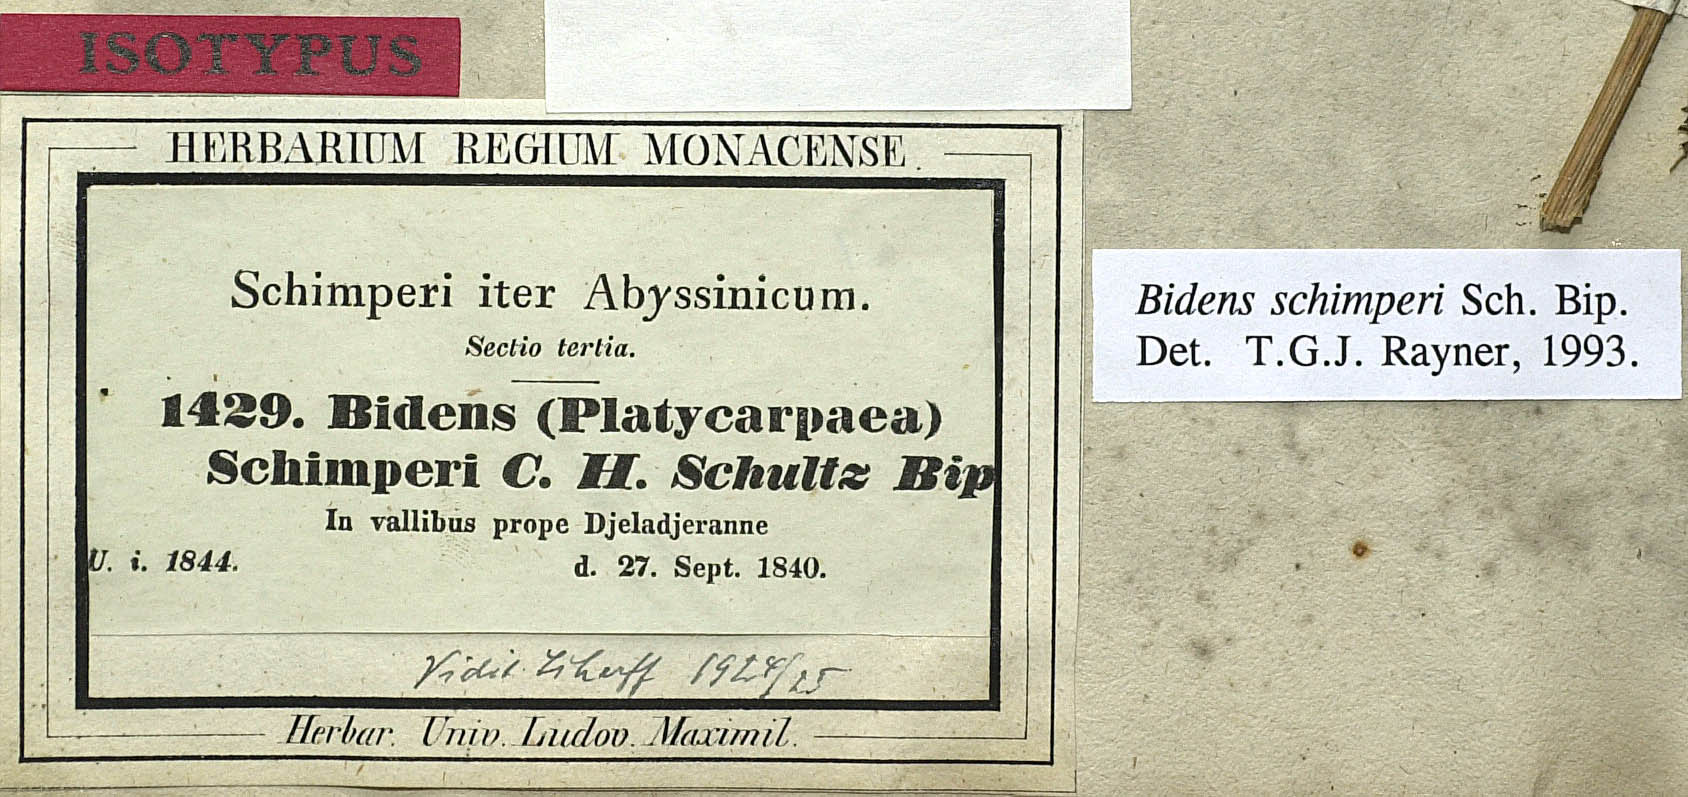 ISOTYPUS
HERBARIUM REGIUM MONACENSE.
Schimperi iter Abyssinicum.
Sectio tertia.
1429. Bidens (Platycarpaea)
Schimperi C. H. Schultz Bip
In vallibus prope Djeladjeranne
U. i. 1844. d. 27. Sept. 1840.
Vidit Sherff 1924/25
Herbar. Univ. Ludov. Maximil.
Bidens schimperi Sch. Bip.
Det. T.G.J. Rayner, 1993.